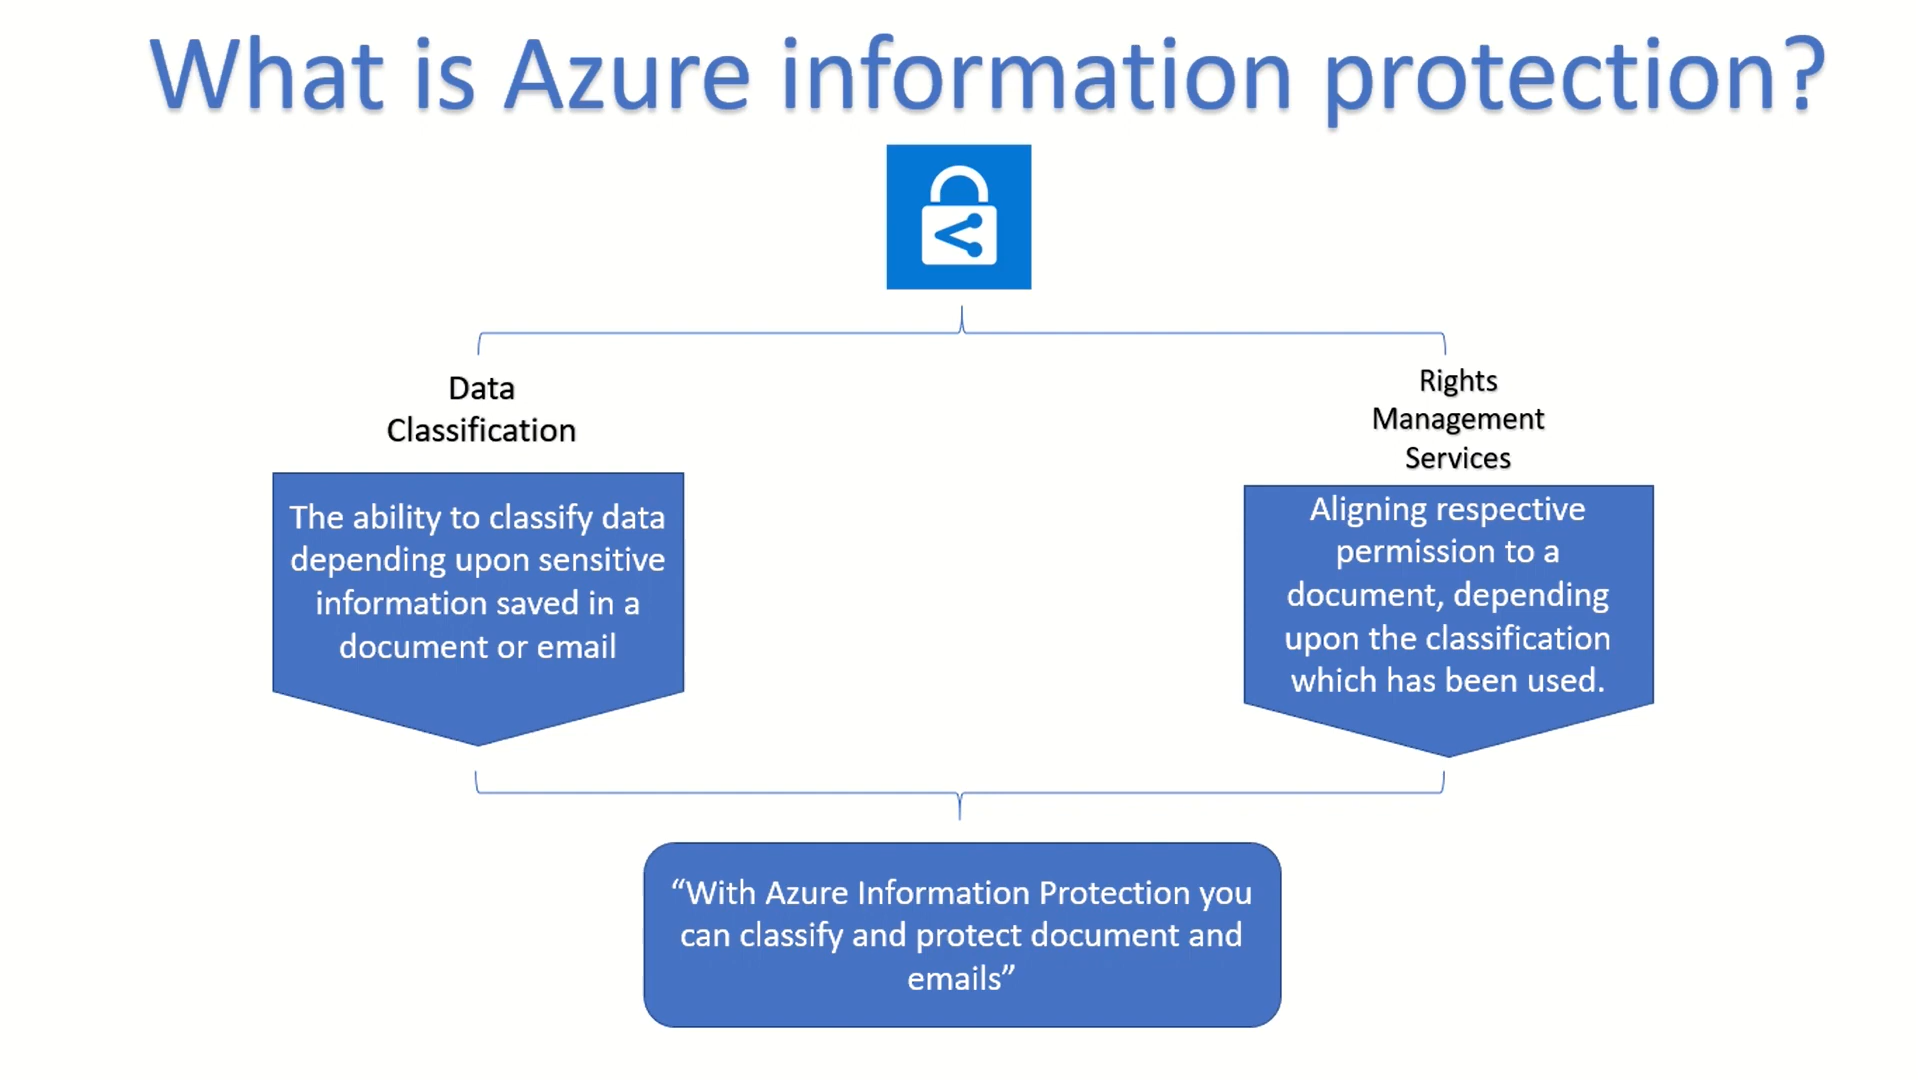 What is Azure information protection?
Data
Classification
The ability to classify data
depending upon sensitive
information saved in a
document or email
Rights
Management
Services
Aligning respective
permission to a
document, depending
upon the classification
which has been used.
“With Azure Information Protection you
can classify and protect document and
emails”